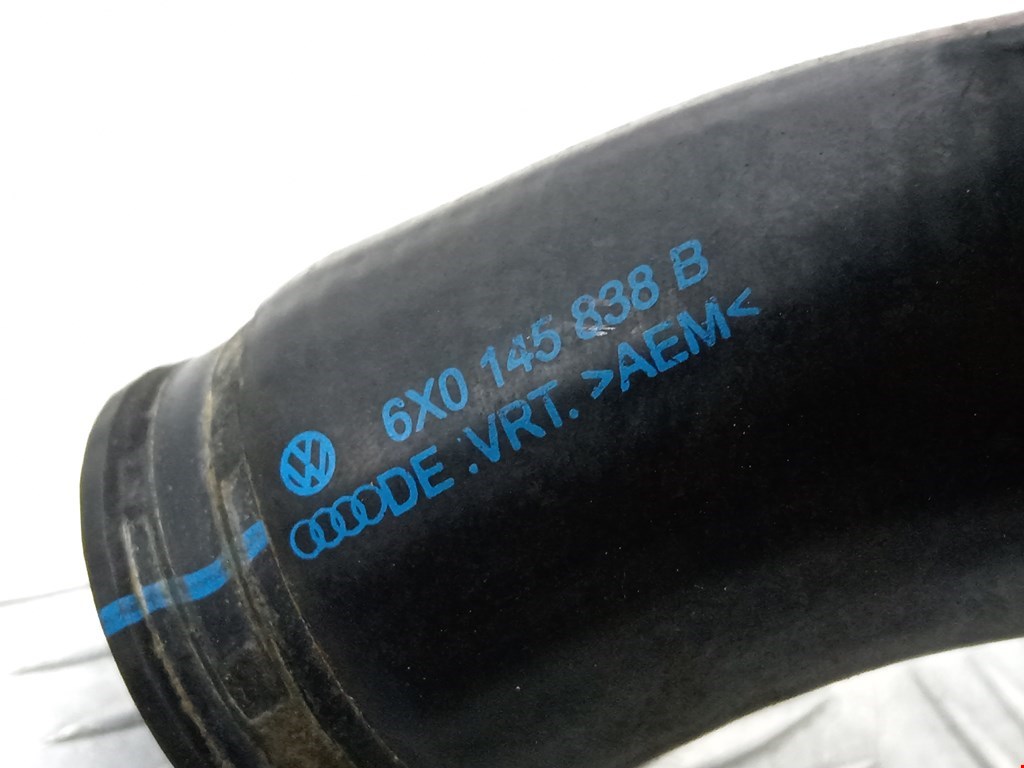 6X0 145 838 B
DE .VRT. >AEM<